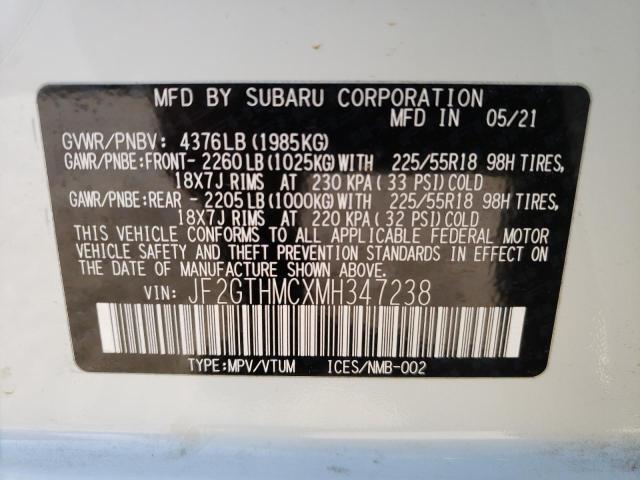 MFD BY SUBARU CORPORATION
MFD IN 05/21
GVWR/PNBV: 4376LB (1985KG)
GAWR/PNBE:FRONT- 2260LB (1025KG) WITH 225/55R18 98H TIRES,
18X7J RIMS AT 230 KPA (33 PSI) COLD
GAWR/PNBE:REAR - 2205LB (1000KG) WITH 225/55R18 98H TIRES,
18X7J RIMS AT 220 KPA (32 PSI) COLD
THIS VEHICLE CONFORMS TO ALL APPLICABLE FEDERAL MOTOR
VEHICLE SAFETY AND THEFT PREVENTION STANDARDS IN EFFECT ON
THE DATE OF MANUFACTURE SHOWN ABOVE.
VIN: JF2GTHMCXMH347238
TYPE:MPV/VTUM ICES/NMB-002